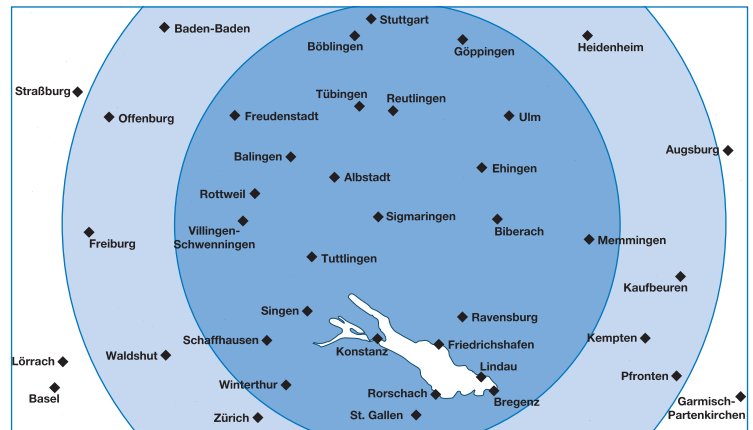 Stuttgart
Baden-Baden
Böblingen
Göppingen
Heidenheim
Straßburg
Tübingen
Reutlingen
Offenburg
Freudenstadt
Ulm
Augsburg
Balingen
Ehingen
Albstadt
Rottweil
Sigmaringen
Villingen-
Schwenningen
Biberach
Freiburg
Memmingen
Tuttlingen
Kaufbeuren
Singen
Ravensburg
Schaffhausen
Konstanz
Friedrichshafen
Kempten
Waldshut
Lörrach
Lindau
Pfronten
Winterthur
Basel
Rorschach
Bregenz
Garmisch-
Partenkirchen
Zürich
St. Gallen